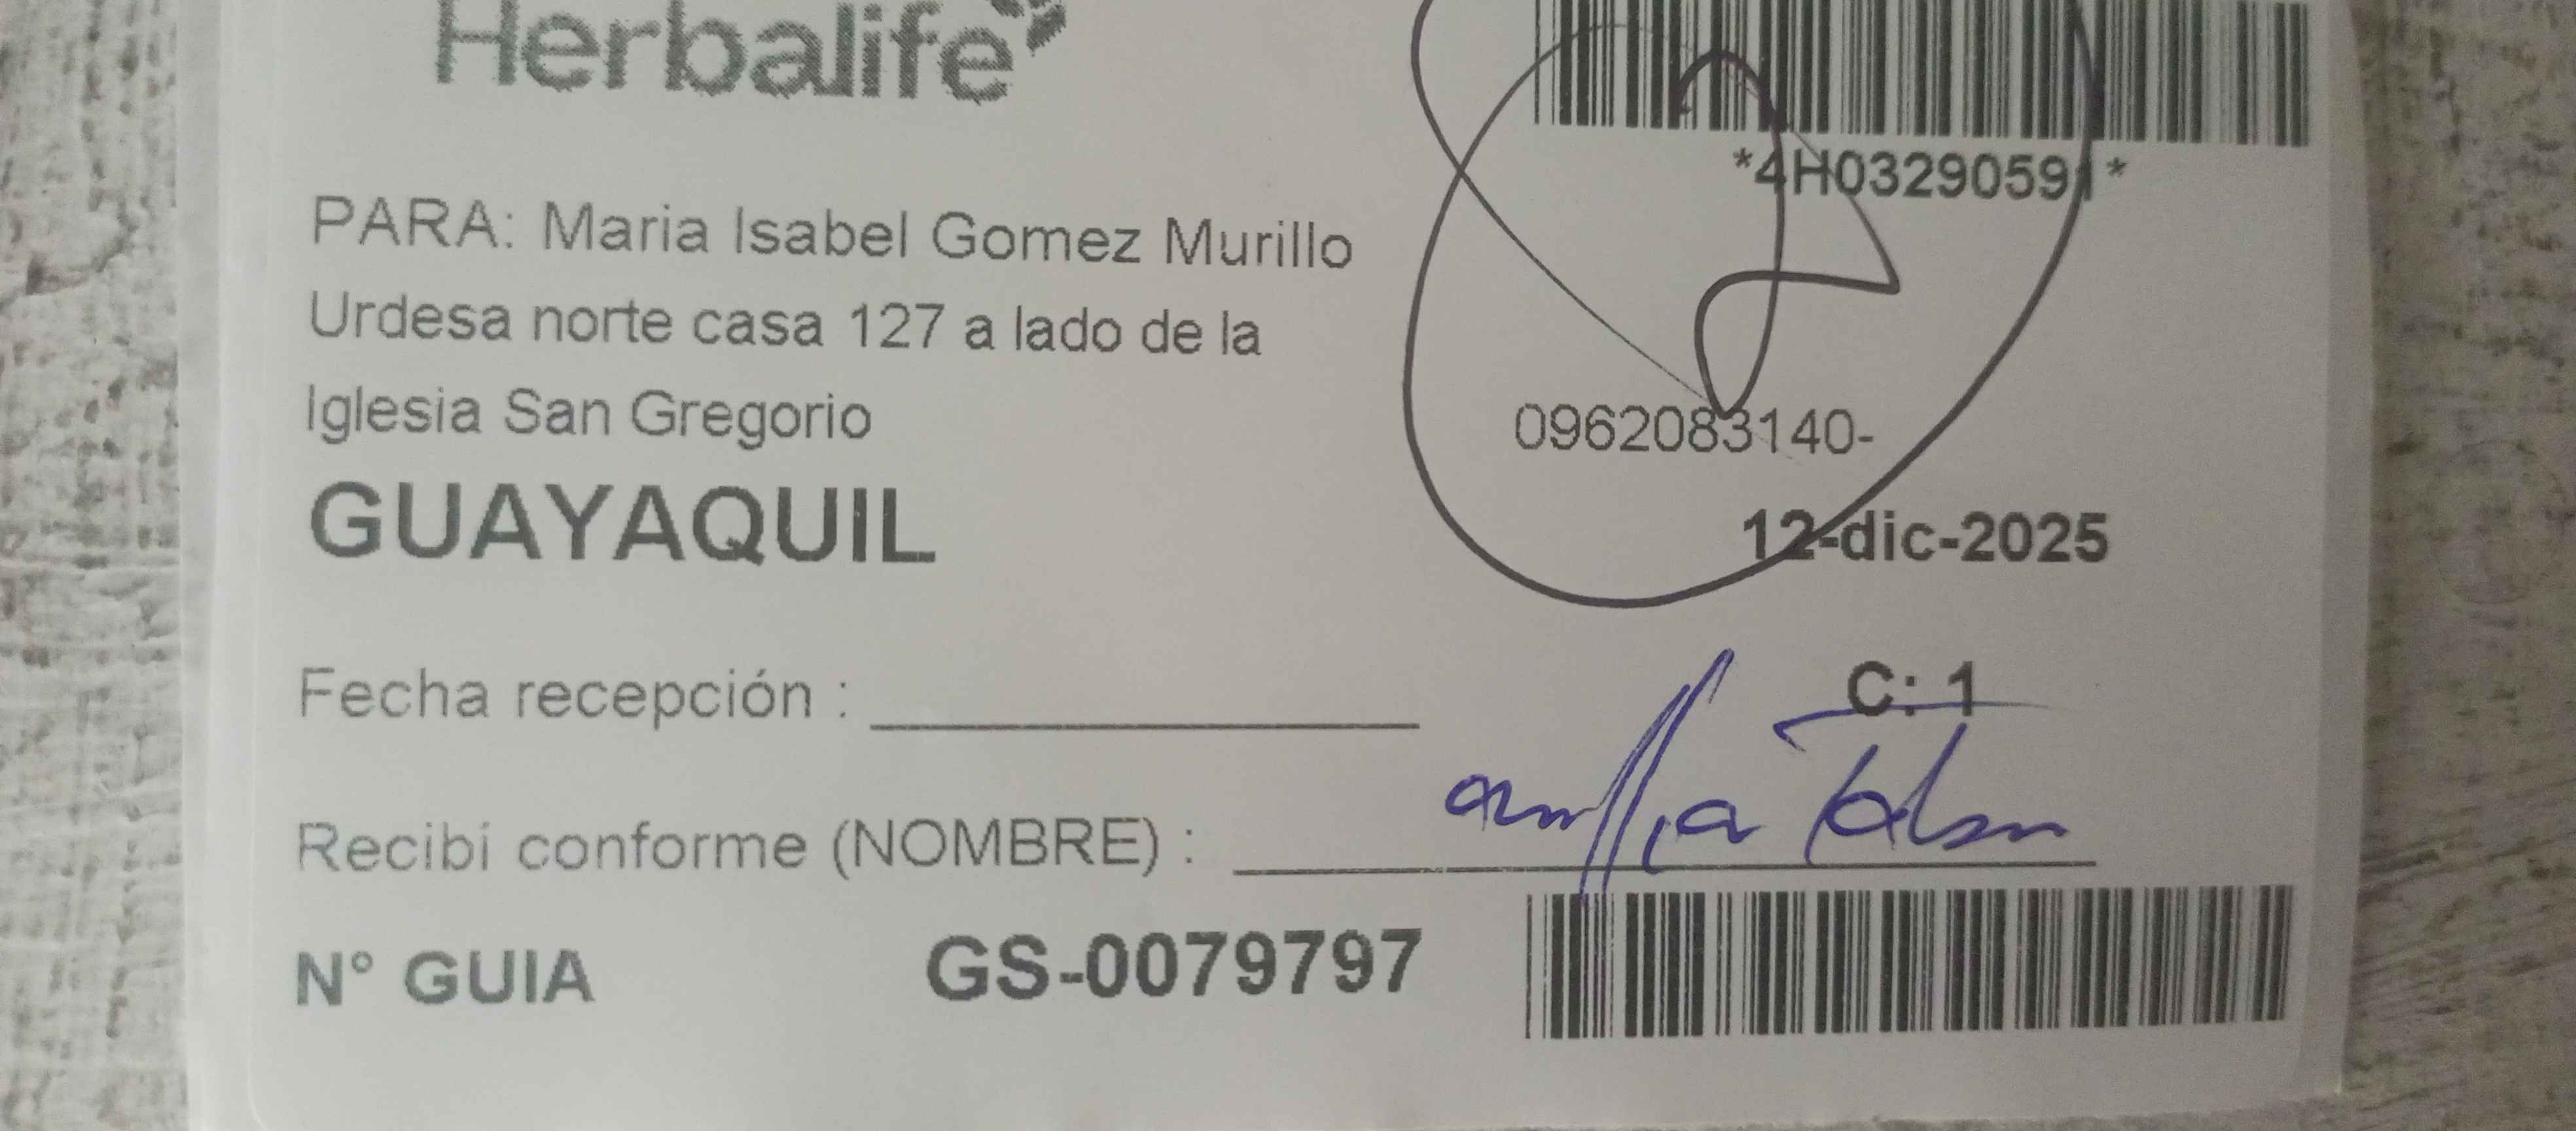 Herbalife
*4H03290591*
PARA: Maria Isabel Gomez Murillo
Urdesa norte casa 127 a lado de la
Iglesia San Gregorio
0962083140-
GUAYAQUIL
12-dic-2025
Fecha recepción :
C: 1
Recibi conforme (NOMBRE) :
N° GUIA GS-0079797